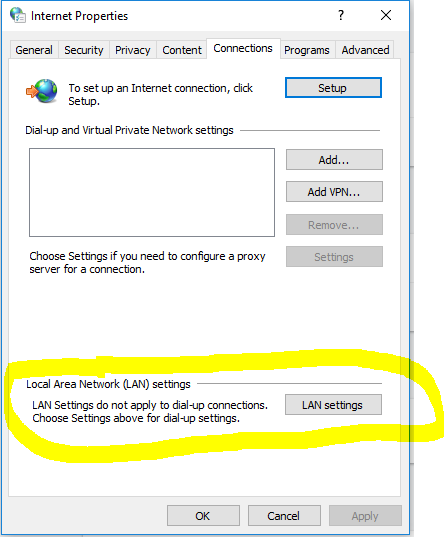 Internet Properties
?
General Security Privacy Content Connections Programs Advanced
To set up an Internet connection, click
Setup.
Setup
Dial-up and Virtual Private Network settings
Add...
Add VPN...
Remove...
Choose Settings if you need to configure a proxy
server for a connection.
Settings
Local Area Network (LAN) settings
LAN Settings do not apply to dial-up connections.
Choose Settings above for dial-up settings.
LAN settings
OK Cancel Apply